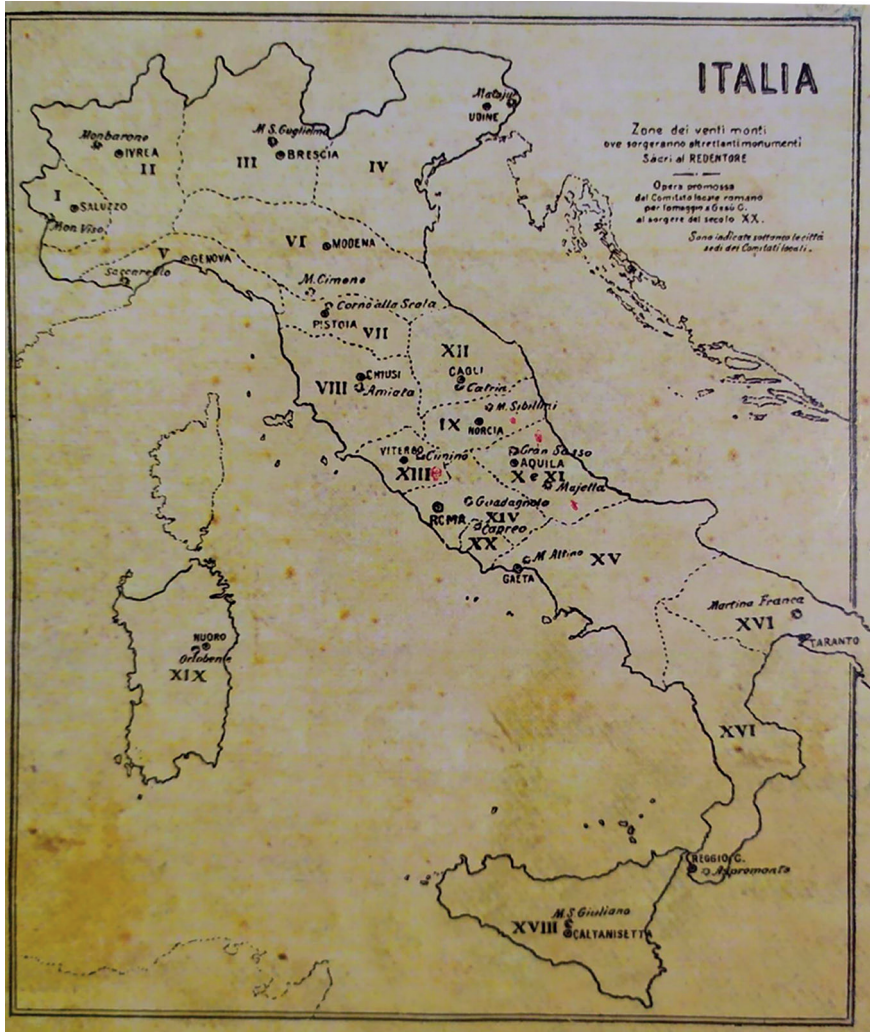 ITALIA
Zone dei venti monti
ove sorgeranno altrettanti monumenti
Sacri al REDENTORE
Opera promossa
dal Comitato locale romano
per l'omaggio a Gesù C.
al sorgere del secolo XX.
Sono indicate sottanto le città
sedi dei Comitati locali.
Matajur
UDINE
Monbarone
IVREA
II
M. S. Guglielmo
BRESCIA
III
IV
I
SALUZZO
Mon Viso
V
GENOVA
Saccarello
VI
MODENA
M. Cimone
Corno alla Scala
PISTOIA
VII
XII
CAGLI
Catria
CHIUSI
VIII
Amiata
M. Sibillini
IX
NORCIA
VITERBO
Cimino
XIII
Gran Sasso
AQUILA
X e XI
Majella
Guadagnolo
ROMA
XIV
Capreo
XX
M. Altino
XV
GAETA
Martina Franca
XVI
TARANTO
NUORO
Ortobene
XIX
XVI
REGGIO C.
Aspromonte
M. S. Giuliano
XVIII
CALTANISETTA